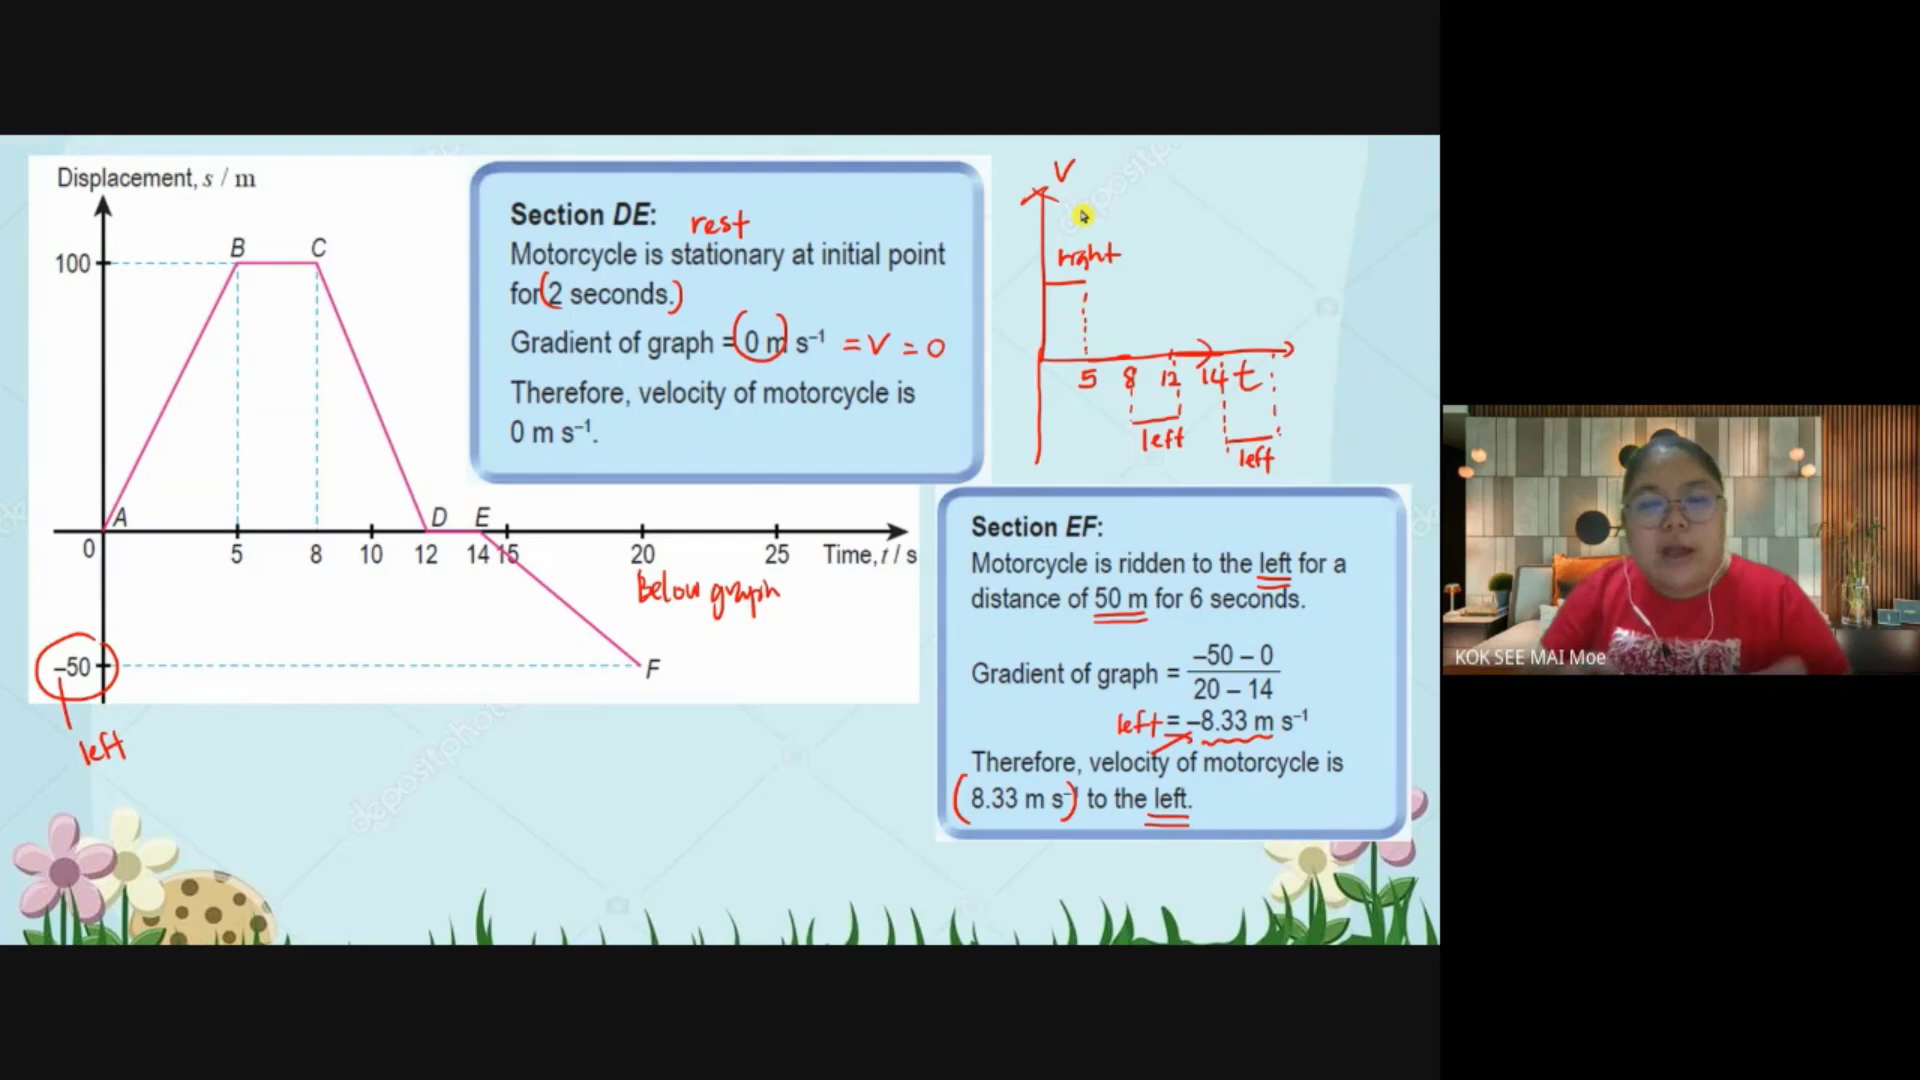 Displacement, s / m
100
B
C
A
D
E
0
5
8
10
12
14
15
20
25
Time, t / s
-50
F
left
Below graph
Section DE:
rest
Motorcycle is stationary at initial point
for (2 seconds.)
Gradient of graph = (0 m) s⁻¹ = V = 0
Therefore, velocity of motorcycle is
0 m s⁻¹.
V
right
5
8
12
14
t
left
left
Section EF:
Motorcycle is ridden to the left for a
distance of 50 m for 6 seconds.
Gradient of graph = –50 – 0
20 – 14
left = –8.33 m s⁻¹
Therefore, velocity of motorcycle is
(8.33 m s⁻¹) to the left.
KOK SEE MAI Moe
depositphotos